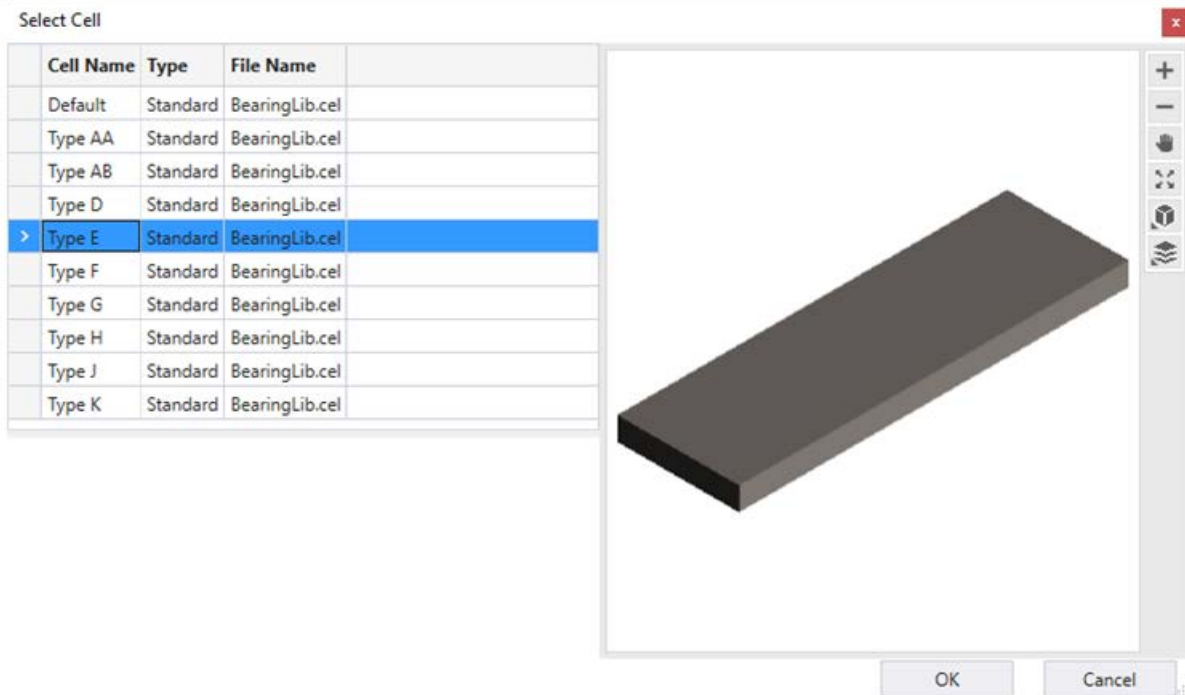 Select Cell
x
Cell Name Type File Name
Default Standard BearingLib.cel
Type AA Standard BearingLib.cel
Type AB Standard BearingLib.cel
Type D Standard BearingLib.cel
Type E Standard BearingLib.cel
Type F Standard BearingLib.cel
Type G Standard BearingLib.cel
Type H Standard BearingLib.cel
Type J Standard BearingLib.cel
Type K Standard BearingLib.cel
OK Cancel